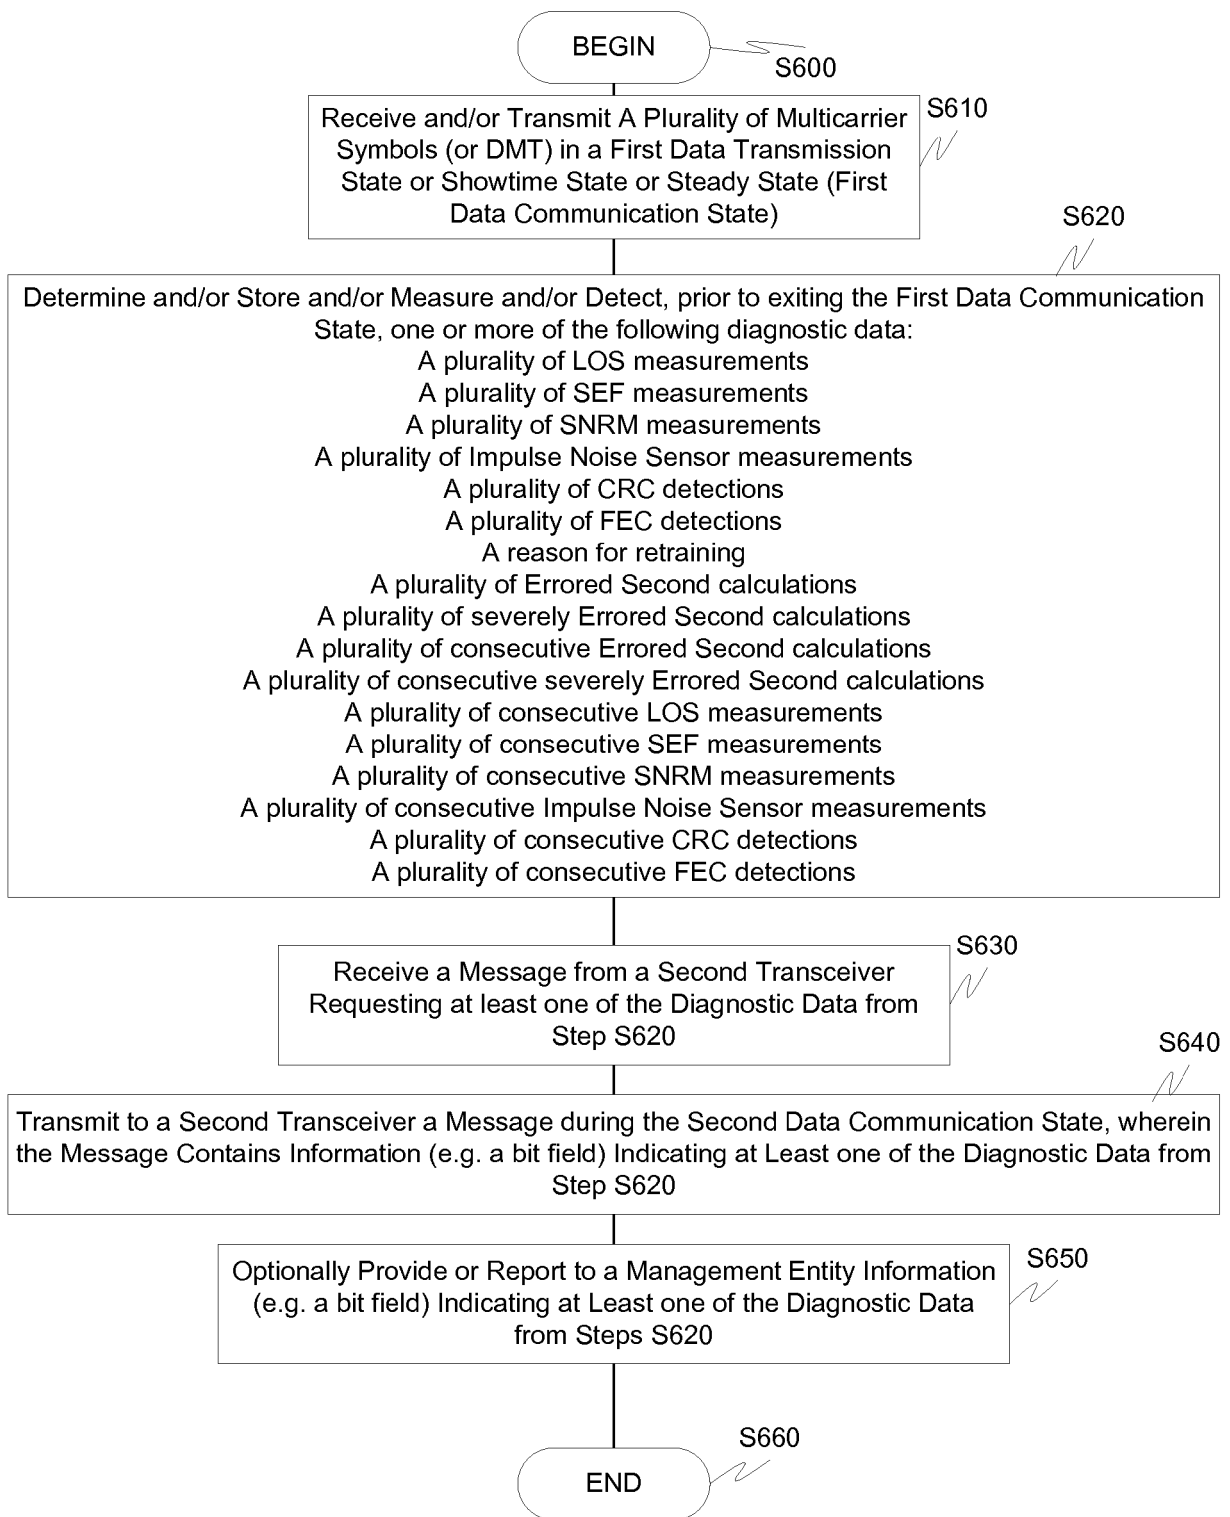 BEGIN
S600
S610
Receive and/or Transmit A Plurality of Multicarrier
Symbols (or DMT) in a First Data Transmission
State or Showtime State or Steady State (First
Data Communication State)
S620
Determine and/or Store and/or Measure and/or Detect, prior to exiting the First Data Communication
State, one or more of the following diagnostic data:
A plurality of LOS measurements
A plurality of SEF measurements
A plurality of SNRM measurements
A plurality of Impulse Noise Sensor measurements
A plurality of CRC detections
A plurality of FEC detections
A reason for retraining
A plurality of Errored Second calculations
A plurality of severely Errored Second calculations
A plurality of consecutive Errored Second calculations
A plurality of consecutive severely Errored Second calculations
A plurality of consecutive LOS measurements
A plurality of consecutive SEF measurements
A plurality of consecutive SNRM measurements
A plurality of consecutive Impulse Noise Sensor measurements
A plurality of consecutive CRC detections
A plurality of consecutive FEC detections
S630
Receive a Message from a Second Transceiver
Requesting at least one of the Diagnostic Data from
Step S620
S640
Transmit to a Second Transceiver a Message during the Second Data Communication State, wherein
the Message Contains Information (e.g. a bit field) Indicating at Least one of the Diagnostic Data from
Step S620
S650
Optionally Provide or Report to a Management Entity Information
(e.g. a bit field) Indicating at Least one of the Diagnostic Data
from Steps S620
S660
END